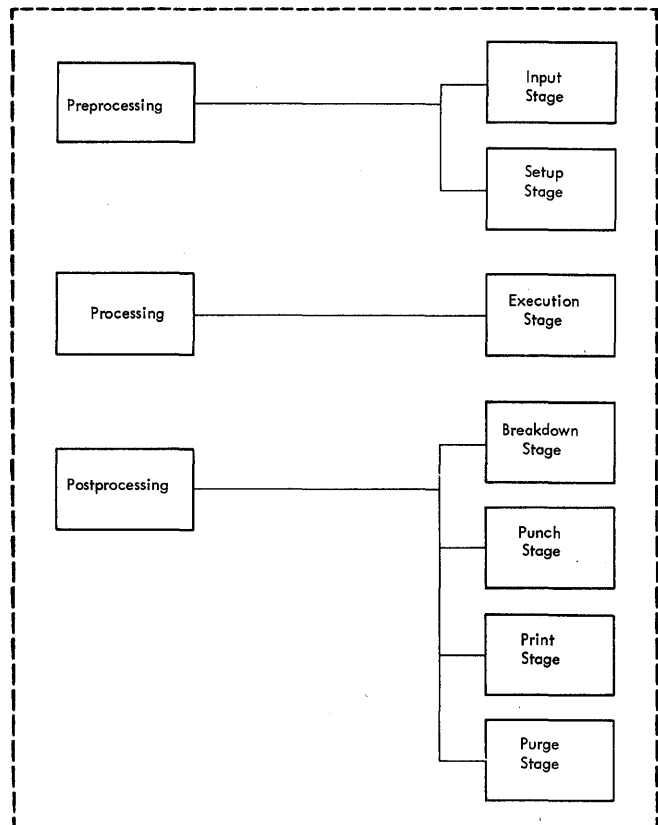 Preprocessing
Input
Stage
Setup
Stage
Processing
Execution
Stage
Postprocessing
Breakdown
Stage
Punch
Stage
Print
Stage
Purge
Stage